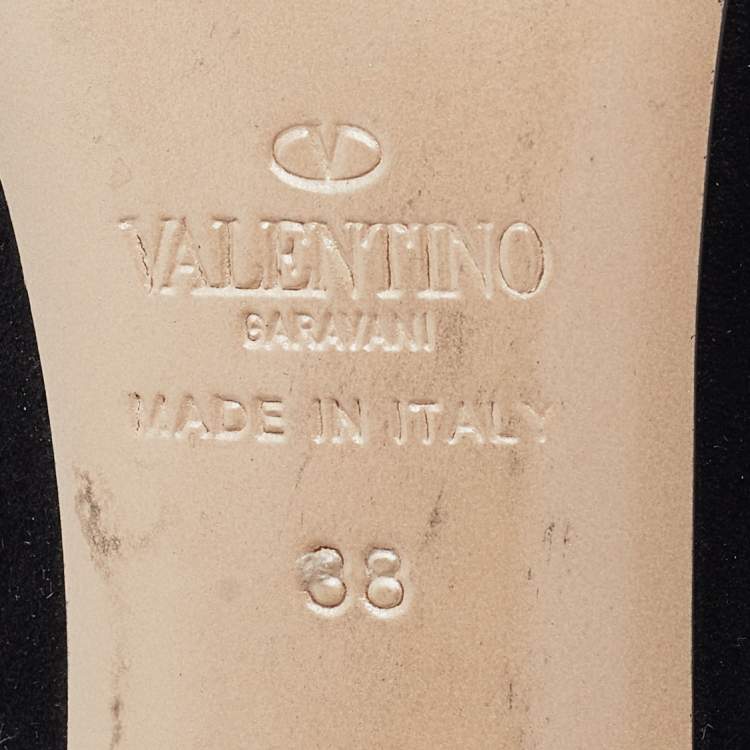 V
VALENTINO
GARAVANI
MADE IN ITALY
38